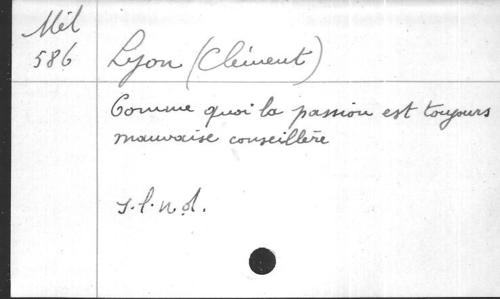 Mél
586
Lyon (Clément)
Comme quoi la passion est toujours
mauvaise conseillère
s.l.n.d.